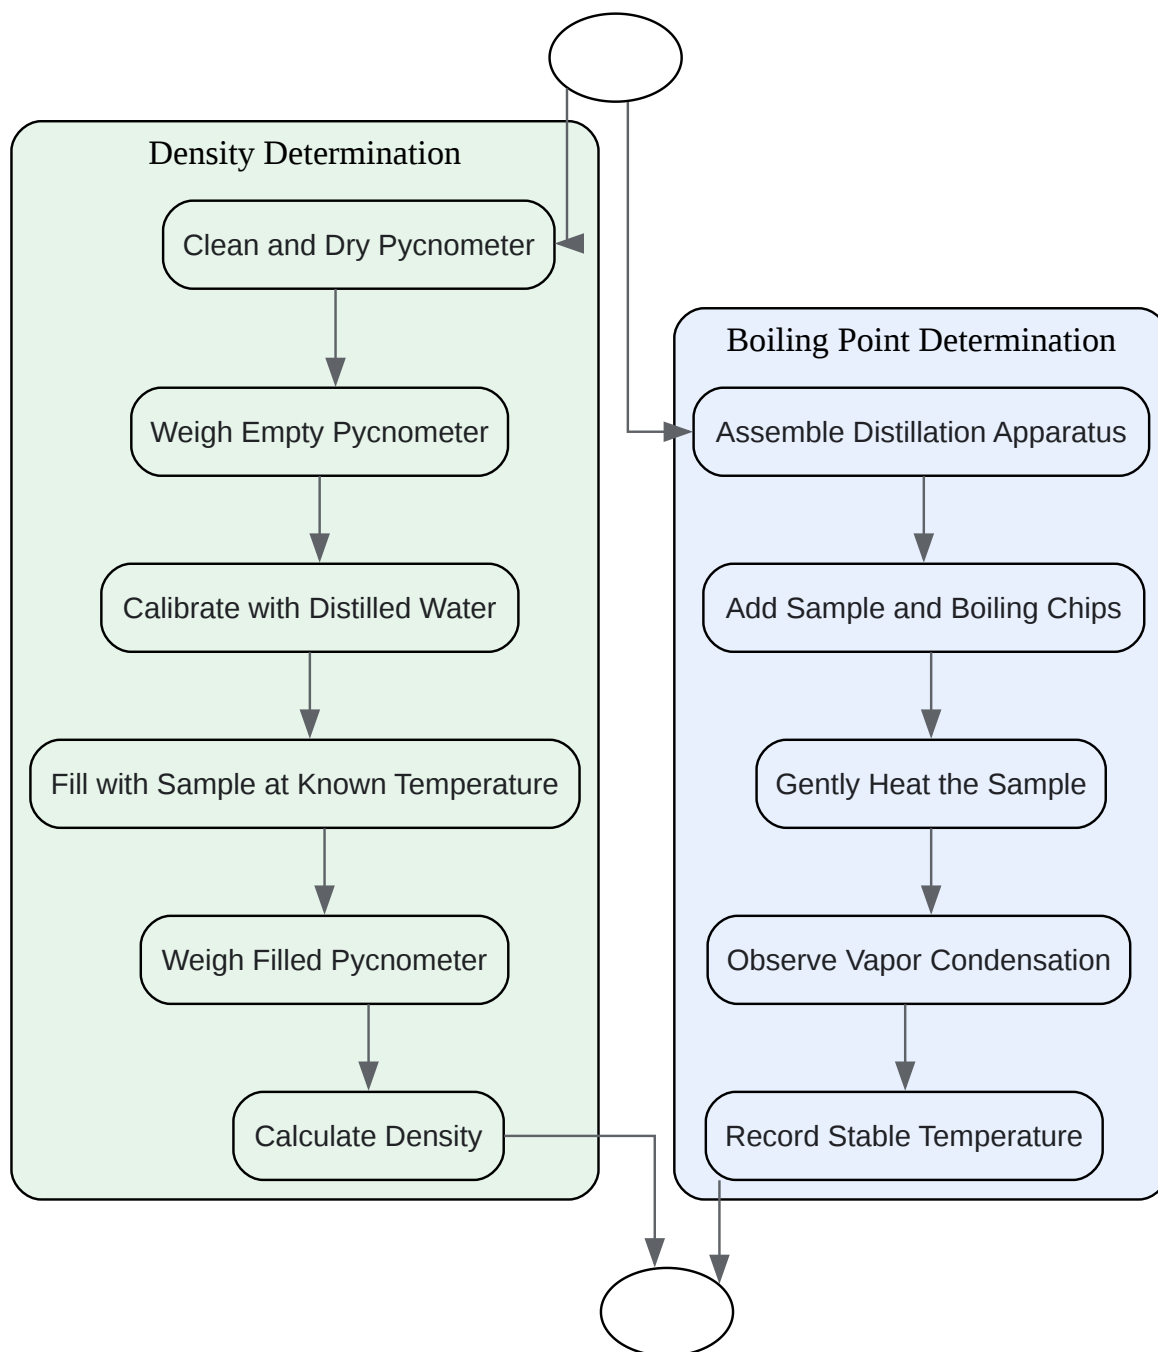 Density Determination
Clean and Dry Pycnometer
Weigh Empty Pycnometer
Calibrate with Distilled Water
Fill with Sample at Known Temperature
Weigh Filled Pycnometer
Calculate Density
Boiling Point Determination
Assemble Distillation Apparatus
Add Sample and Boiling Chips
Gently Heat the Sample
Observe Vapor Condensation
Record Stable Temperature